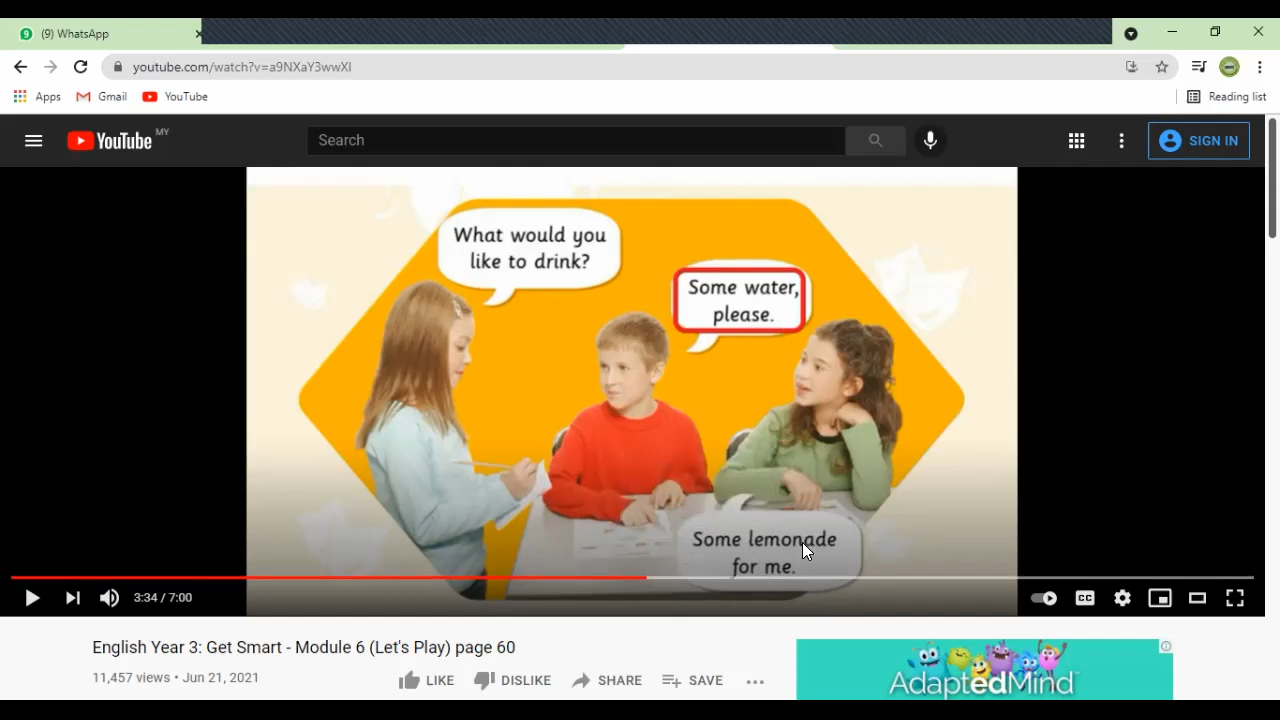 9 (9) WhatsApp
youtube.com/watch?v=a9NXaY3wwXI
Apps Gmail YouTube Reading list
YouTube MY Search SIGN IN
What would you
like to drink?
Some water,
please.
Some lemonade
for me.
3:34 / 7:00 CC
English Year 3: Get Smart - Module 6 (Let's Play) page 60
11,457 views • Jun 21, 2021 LIKE DISLIKE SHARE SAVE
AdaptedMind